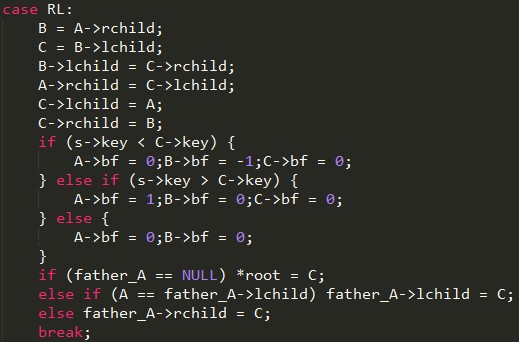 case RL:
    B = A->rchild;
    C = B->lchild;
    B->lchild = C->rchild;
    A->rchild = C->lchild;
    C->lchild = A;
    C->rchild = B;
    if (s->key < C->key) {
        A->bf = 0;B->bf = -1;C->bf = 0;
    } else if (s->key > C->key) {
        A->bf = 1;B->bf = 0;C->bf = 0;
    } else {
        A->bf = 0;B->bf = 0;
    }
    if (father_A == NULL) *root = C;
    else if (A == father_A->lchild) father_A->lchild = C;
    else father_A->rchild = C;
    break;